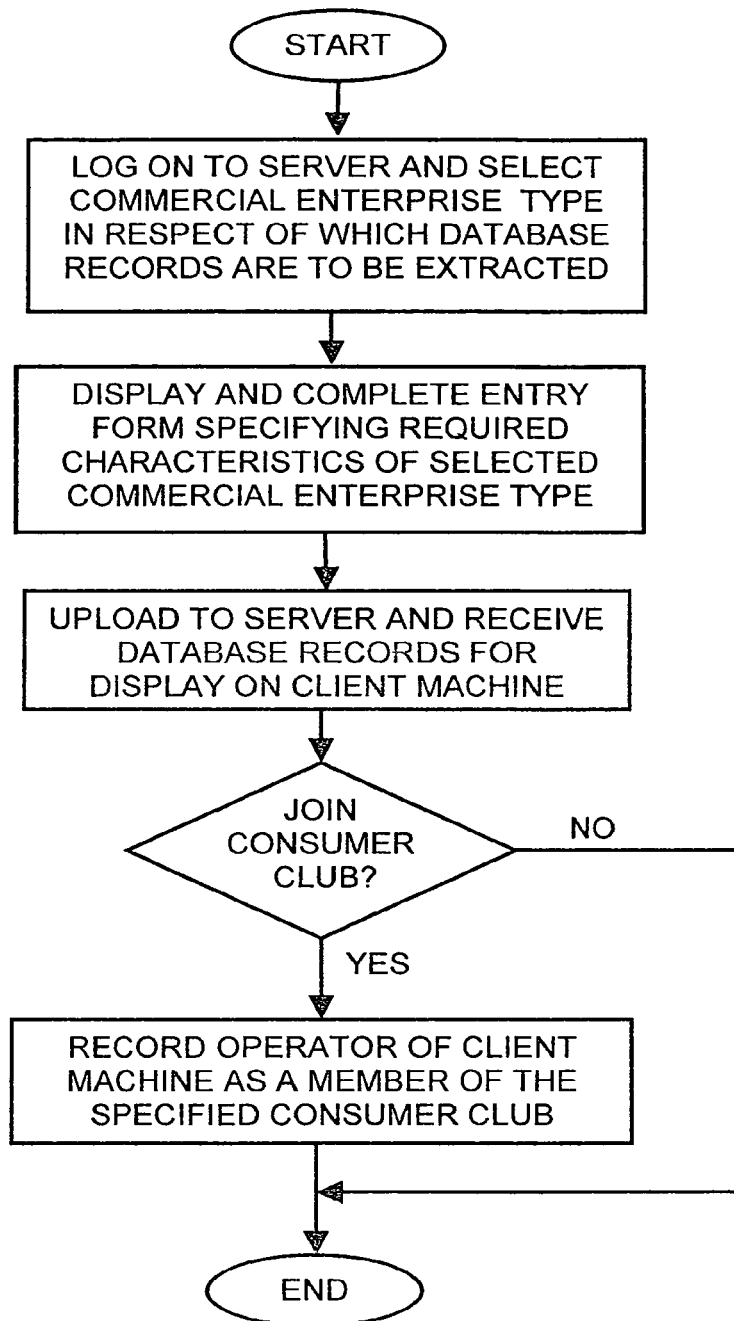 START
LOG ON TO SERVER AND SELECT
COMMERCIAL ENTERPRISE TYPE
IN RESPECT OF WHICH DATABASE
RECORDS ARE TO BE EXTRACTED
DISPLAY AND COMPLETE ENTRY
FORM SPECIFYING REQUIRED
CHARACTERISTICS OF SELECTED
COMMERCIAL ENTERPRISE TYPE
UPLOAD TO SERVER AND RECEIVE
DATABASE RECORDS FOR
DISPLAY ON CLIENT MACHINE
JOIN
CONSUMER
CLUB?
NO
YES
RECORD OPERATOR OF CLIENT
MACHINE AS A MEMBER OF THE
SPECIFIED CONSUMER CLUB
END